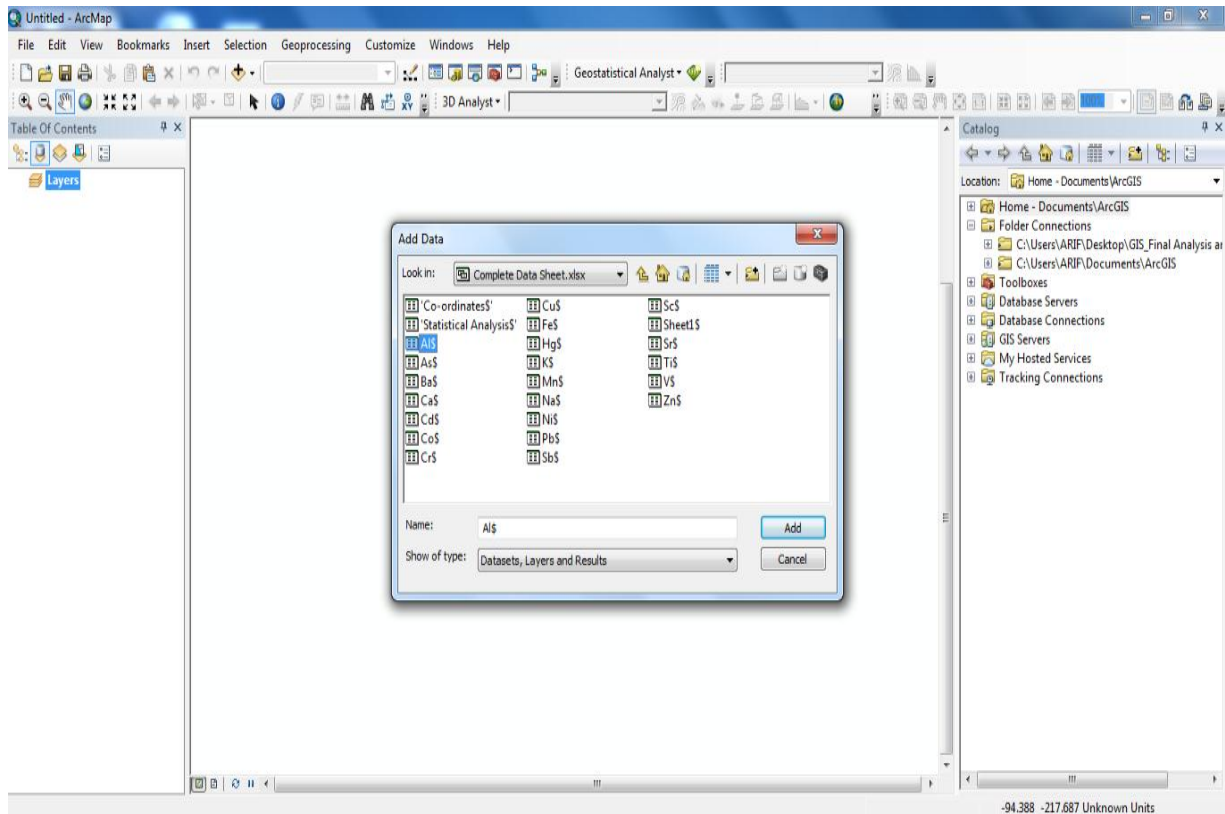 Untitled - ArcMap
File Edit View Bookmarks Insert Selection Geoprocessing Customize Windows Help
Geostatistical Analyst
3D Analyst
100%
Table Of Contents
Layers
Add Data
Look in: Complete Data Sheet.xlsx
'Co-ordinates$' Cu$ Sc$
'Statistical Analysis$' Fe$ Sheet1$
Al$ Hg$ Sr$
As$ K$ Ti$
Ba$ Mn$ V$
Ca$ Na$ Zn$
Cd$ Ni$
Co$ Pb$
Cr$ Sb$
Name: Al$ Add
Show of type: Datasets, Layers and Results Cancel
Catalog
Location: Home - Documents\ArcGIS
Home - Documents\ArcGIS
Folder Connections
C:\Users\ARIF\Desktop\GIS_Final Analysis ar
C:\Users\ARIF\Documents\ArcGIS
Toolboxes
Database Servers
Database Connections
GIS Servers
My Hosted Services
Tracking Connections
-94.388 -217.687 Unknown Units